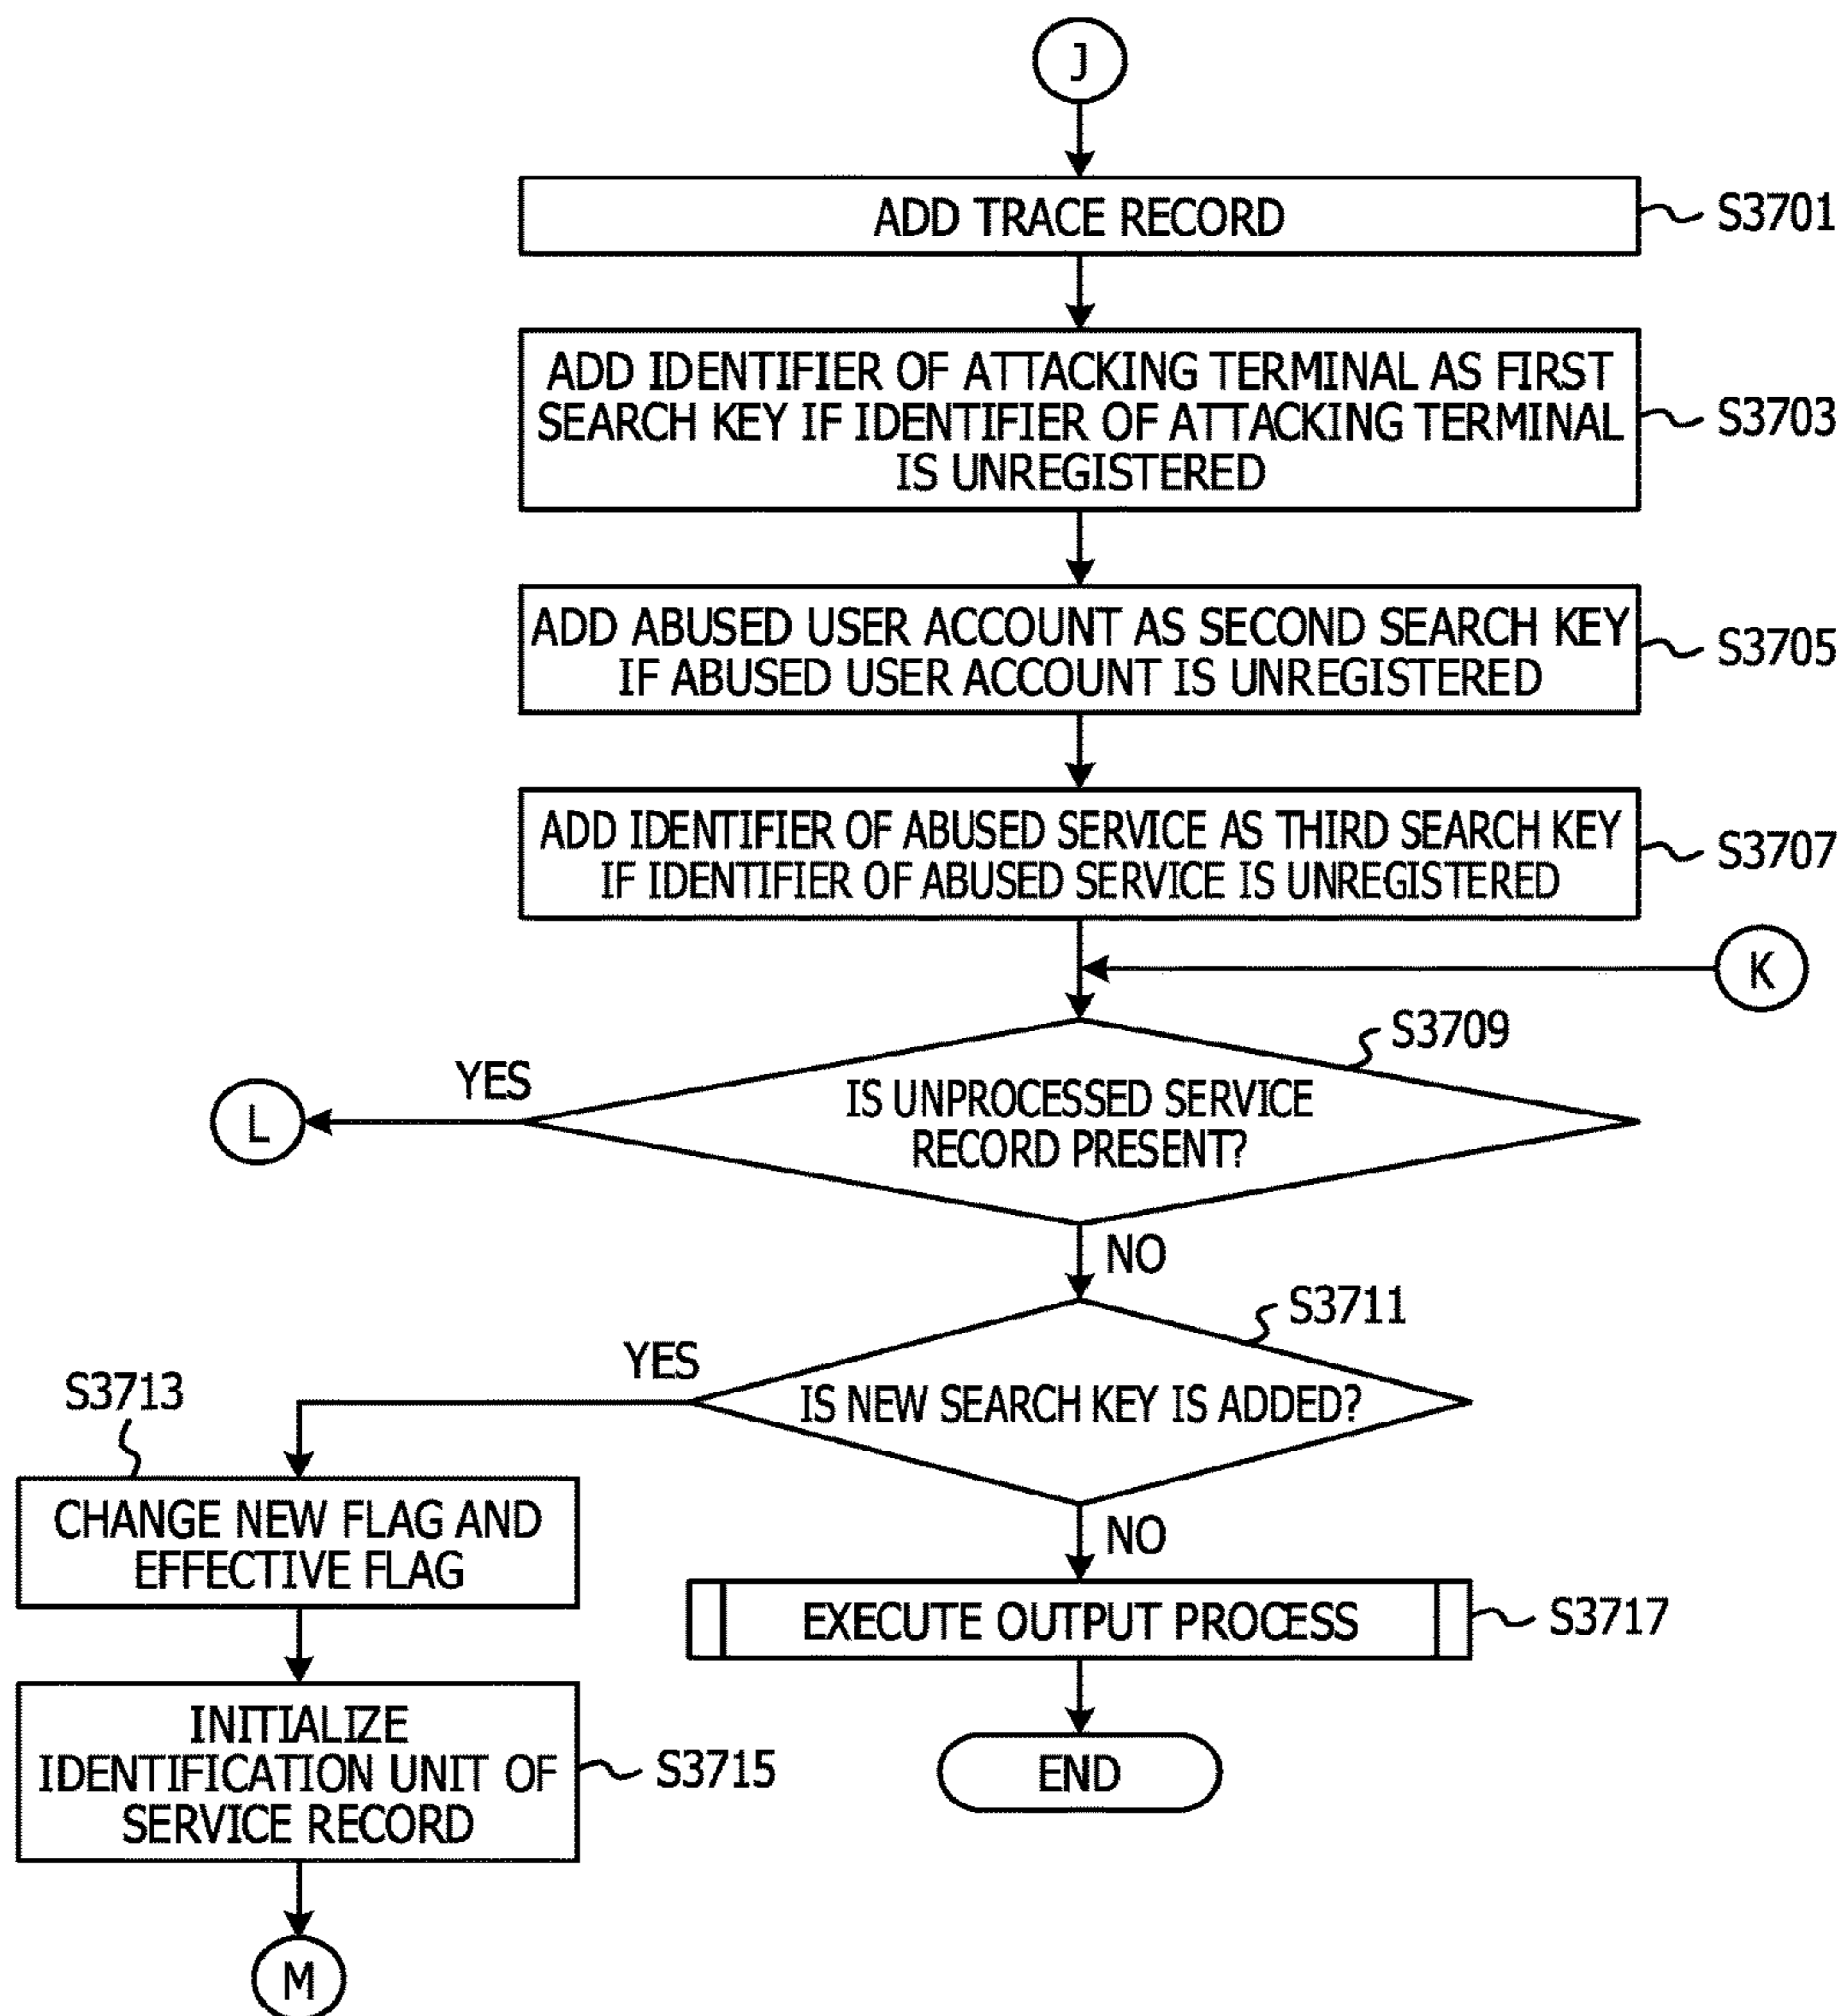 J
ADD TRACE RECORD
S3701
ADD IDENTIFIER OF ATTACKING TERMINAL AS FIRST
SEARCH KEY IF IDENTIFIER OF ATTACKING TERMINAL
IS UNREGISTERED
S3703
ADD ABUSED USER ACCOUNT AS SECOND SEARCH KEY
IF ABUSED USER ACCOUNT IS UNREGISTERED
S3705
ADD IDENTIFIER OF ABUSED SERVICE AS THIRD SEARCH KEY
IF IDENTIFIER OF ABUSED SERVICE IS UNREGISTERED
S3707
K
S3709
YES
IS UNPROCESSED SERVICE
RECORD PRESENT?
L
NO
S3711
YES
IS NEW SEARCH KEY IS ADDED?
S3713
CHANGE NEW FLAG AND
EFFECTIVE FLAG
NO
EXECUTE OUTPUT PROCESS
S3717
INITIALIZE
IDENTIFICATION UNIT OF
SERVICE RECORD
S3715
END
M